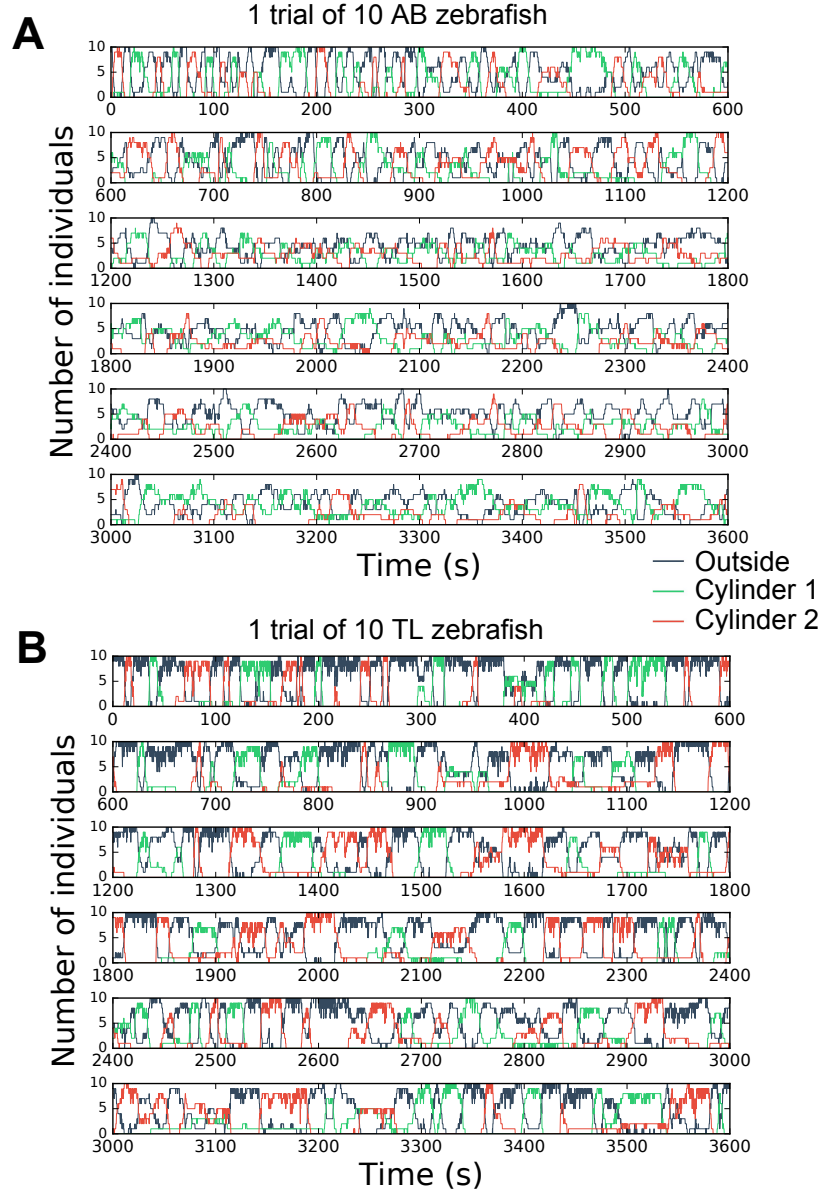 A
1 trial of 10 AB zebrafish
Number of individuals
10
5
0
0 100 200 300 400 500 600
10
5
0
600 700 800 900 1000 1100 1200
10
5
0
1200 1300 1400 1500 1600 1700 1800
10
5
0
1800 1900 2000 2100 2200 2300 2400
10
5
0
2400 2500 2600 2700 2800 2900 3000
10
5
0
3000 3100 3200 3300 3400 3500 3600
Time (s)
Outside
Cylinder 1
Cylinder 2
B
1 trial of 10 TL zebrafish
Number of individuals
10
5
0
0 100 200 300 400 500 600
10
5
0
600 700 800 900 1000 1100 1200
10
5
0
1200 1300 1400 1500 1600 1700 1800
10
5
0
1800 1900 2000 2100 2200 2300 2400
10
5
0
2400 2500 2600 2700 2800 2900 3000
10
5
0
3000 3100 3200 3300 3400 3500 3600
Time (s)